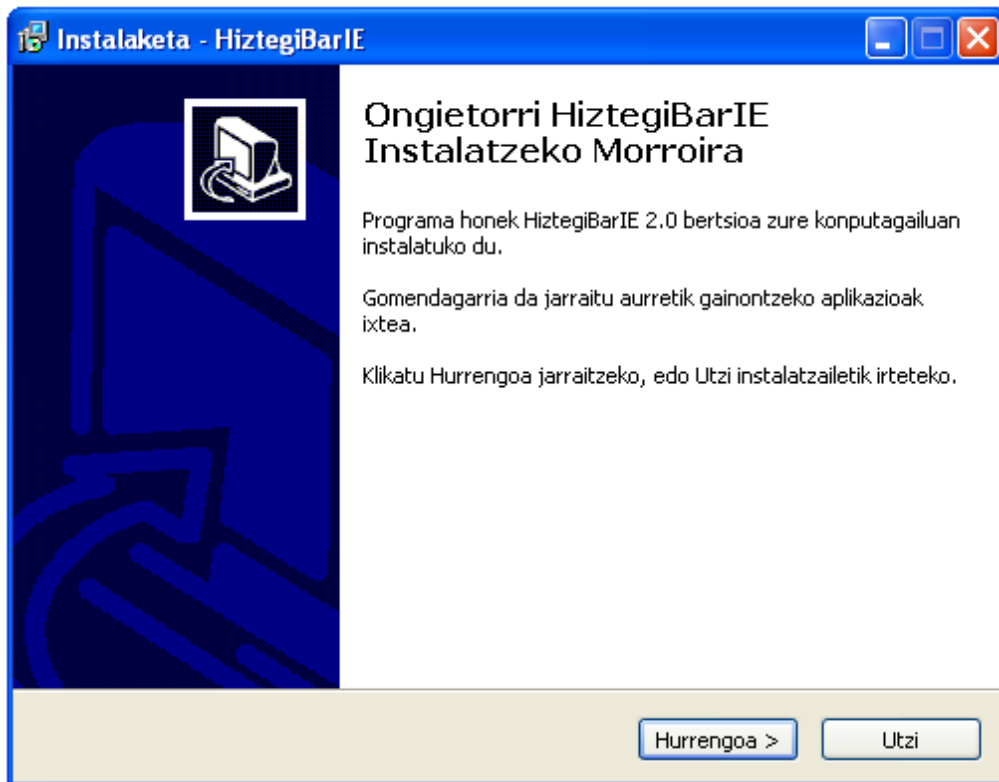 Instalaketa - HiztegiBarIE
Ongietorri HiztegiBarIE
Instalatzeko Morroira
Programa honek HiztegiBarIE 2.0 bertsioa zure konputagailuan
instalatuko du.
Gomendagarria da jarraitu aurretik gainontzeko aplikazioak
ixtea.
Klikatu Hurrengoa jarraitzeko, edo Utzi instalatzailetik irteteko.
Hurrengoa >
Utzi